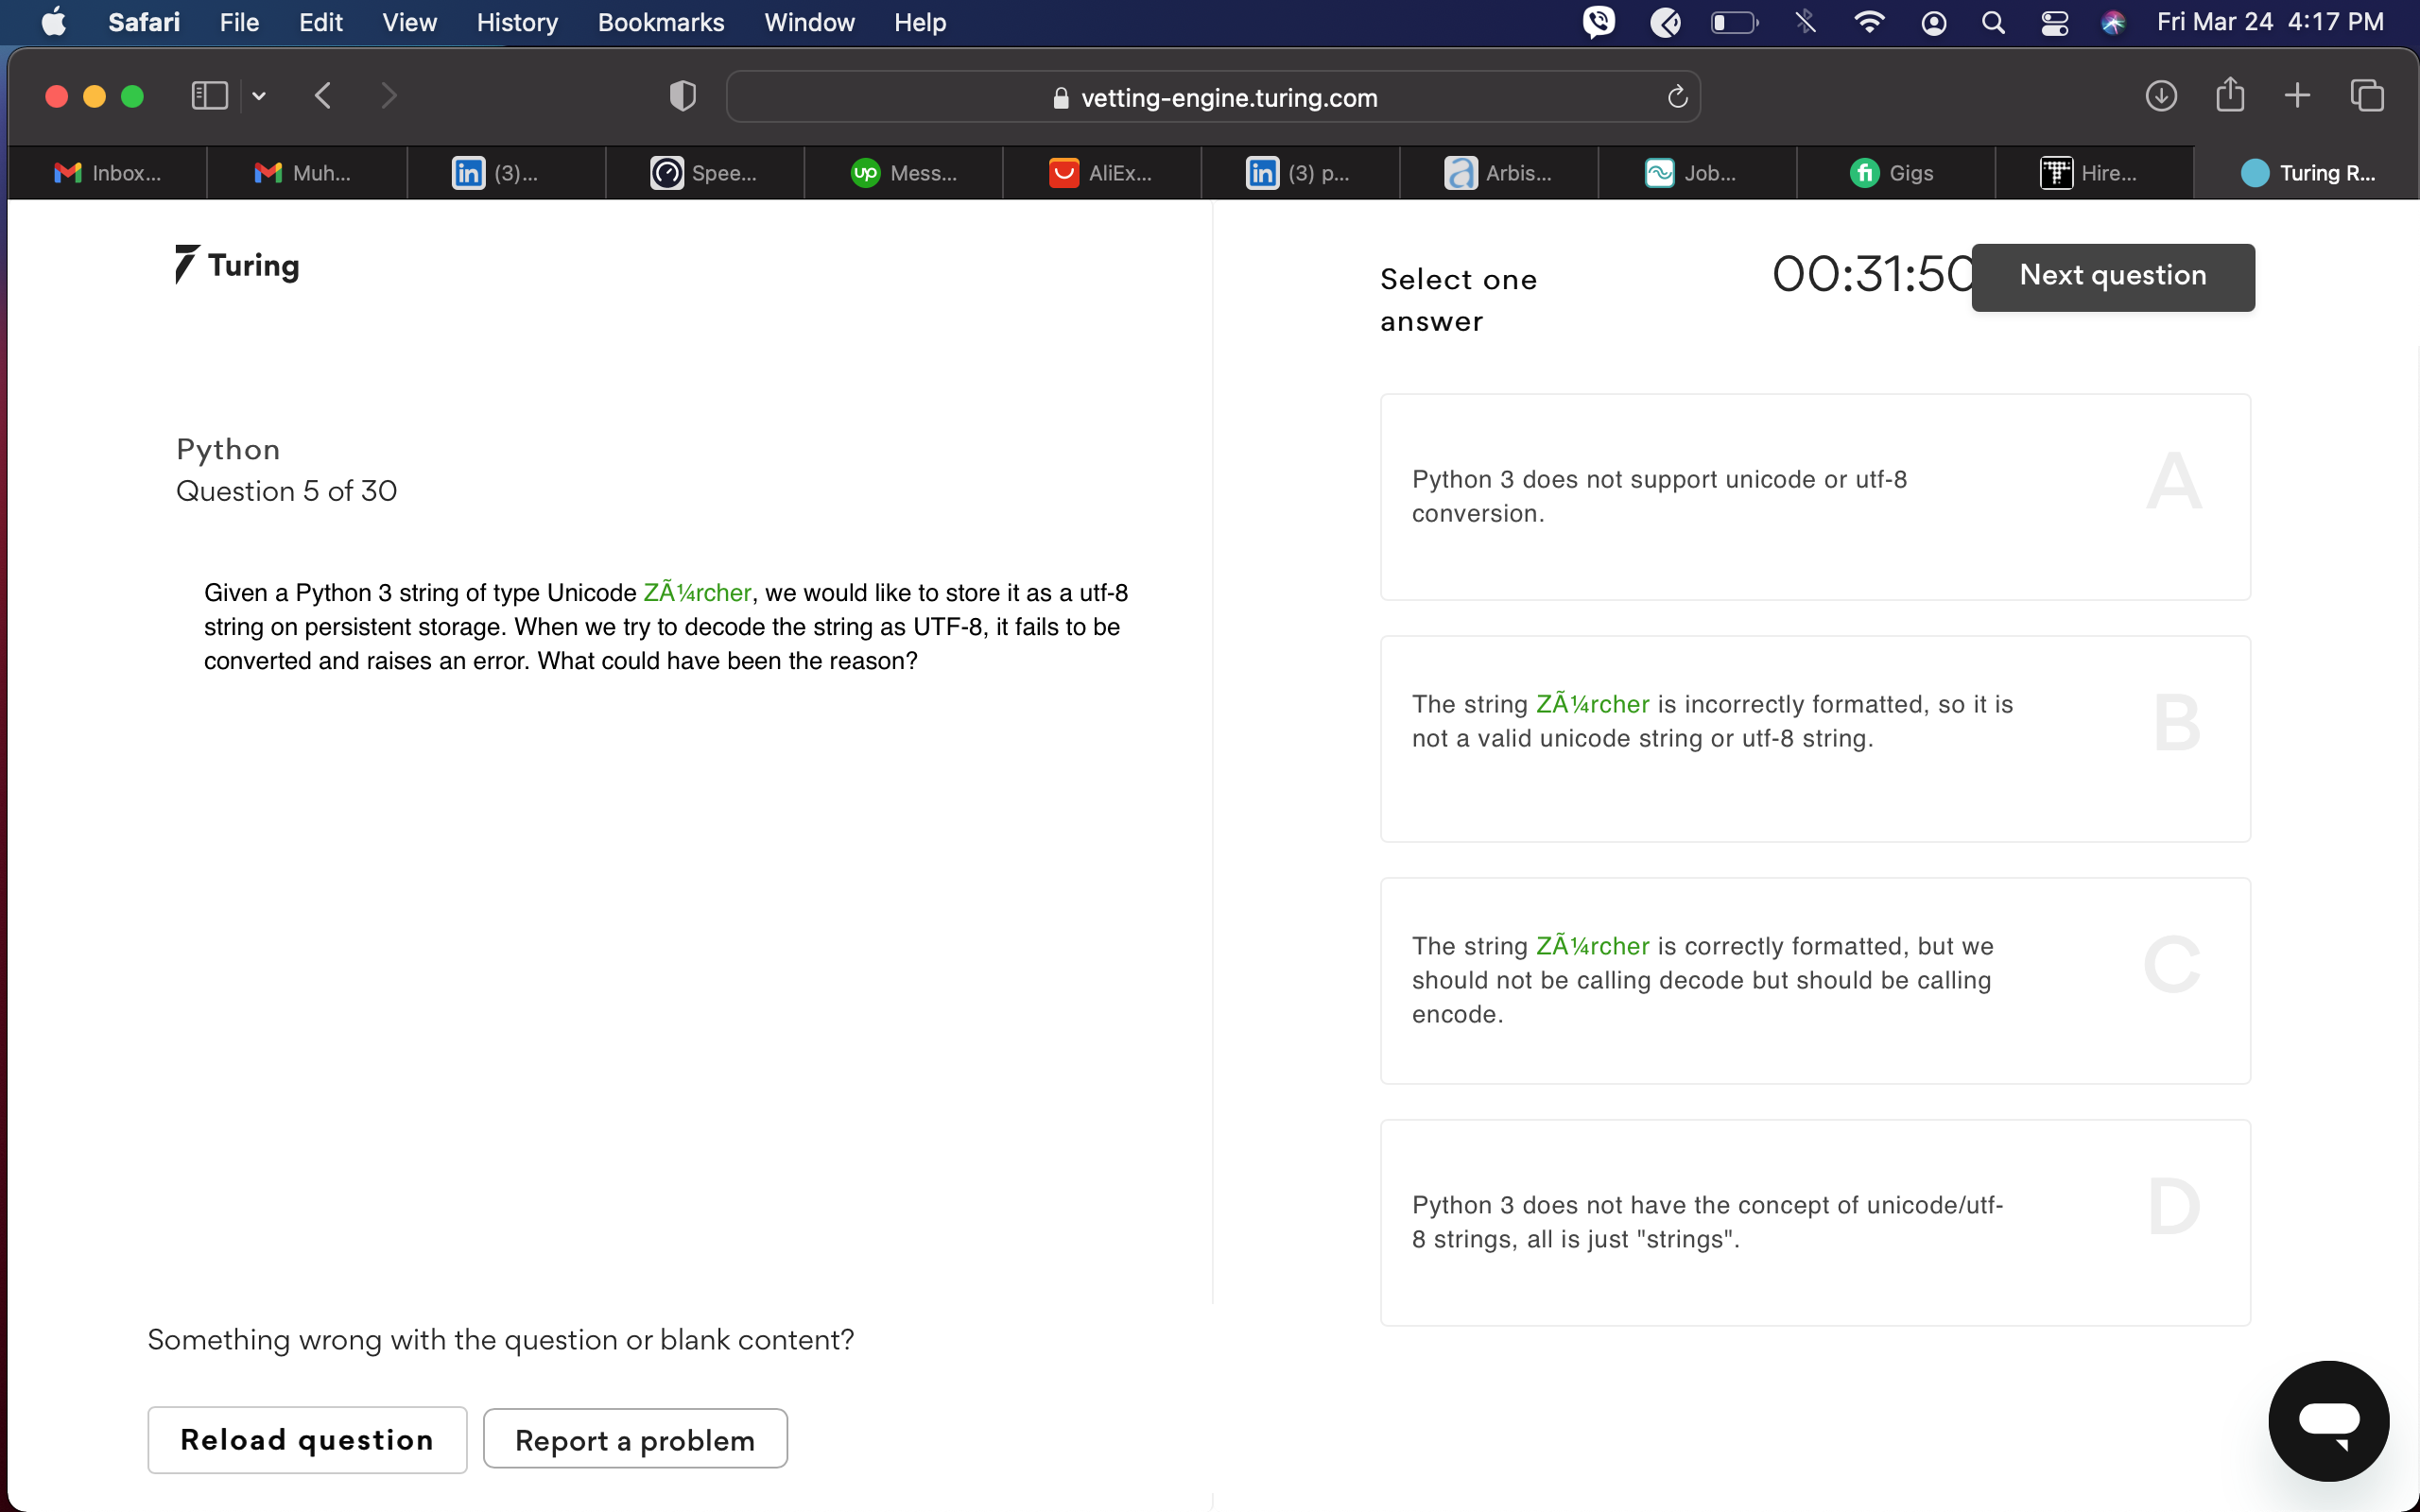 Safari File Edit View History Bookmarks Window Help Fri Mar 24 4:17 PM
vetting-engine.turing.com
Inbox... Muh... (3)... Spee... up Mess... AliEx... (3) p... Arbis... Job... Gigs Hire... Turing R...
Turing
Python
Question 5 of 30
Given a Python 3 string of type Unicode ZÃ¼rcher, we would like to store it as a utf-8
string on persistent storage. When we try to decode the string as UTF-8, it fails to be
converted and raises an error. What could have been the reason?
Something wrong with the question or blank content?
Reload question Report a problem
Select one
answer
00:31:50 Next question
Python 3 does not support unicode or utf-8
conversion.
A
The string ZÃ¼rcher is incorrectly formatted, so it is
not a valid unicode string or utf-8 string.
B
The string ZÃ¼rcher is correctly formatted, but we
should not be calling decode but should be calling
encode.
C
Python 3 does not have the concept of unicode/utf-
8 strings, all is just "strings".
D